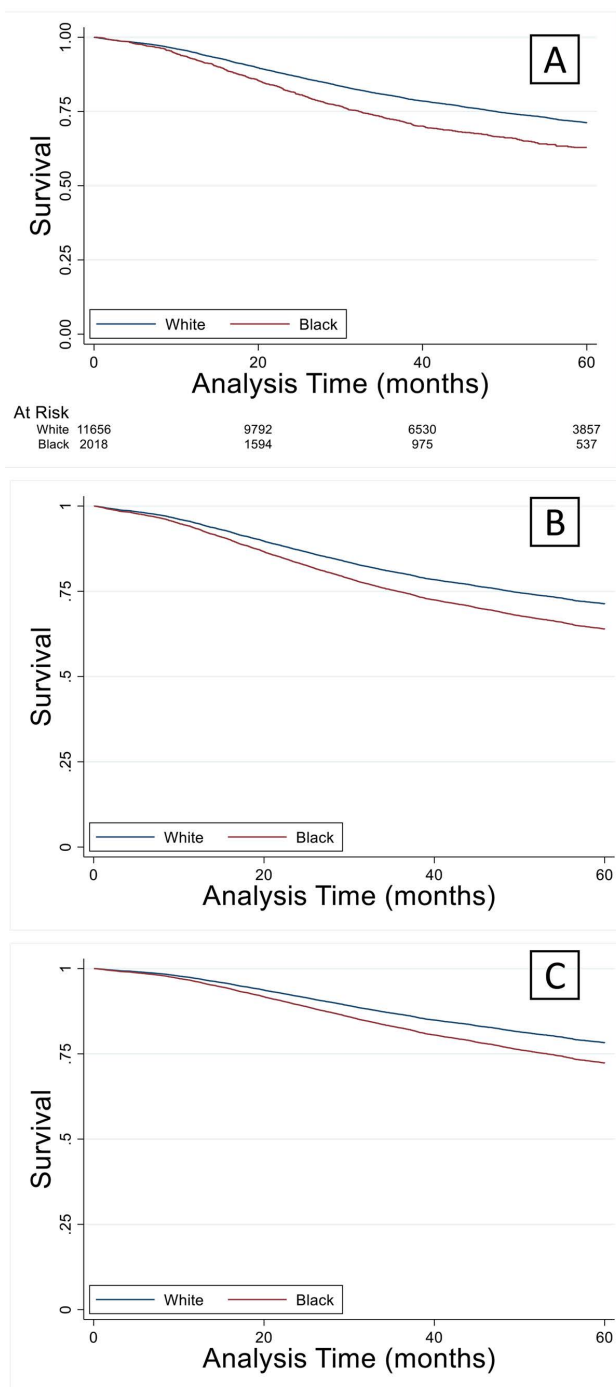 A
1.00
0.75
0.50
0.25
0.00
Survival
White Black
0 20 40 60
Analysis Time (months)
At Risk
White 11656 9792 6530 3857
Black 2018 1594 975 537
B
1
.75
.5
.25
0
Survival
White Black
0 20 40 60
Analysis Time (months)
C
1
.75
.5
.25
0
Survival
White Black
0 20 40 60
Analysis Time (months)